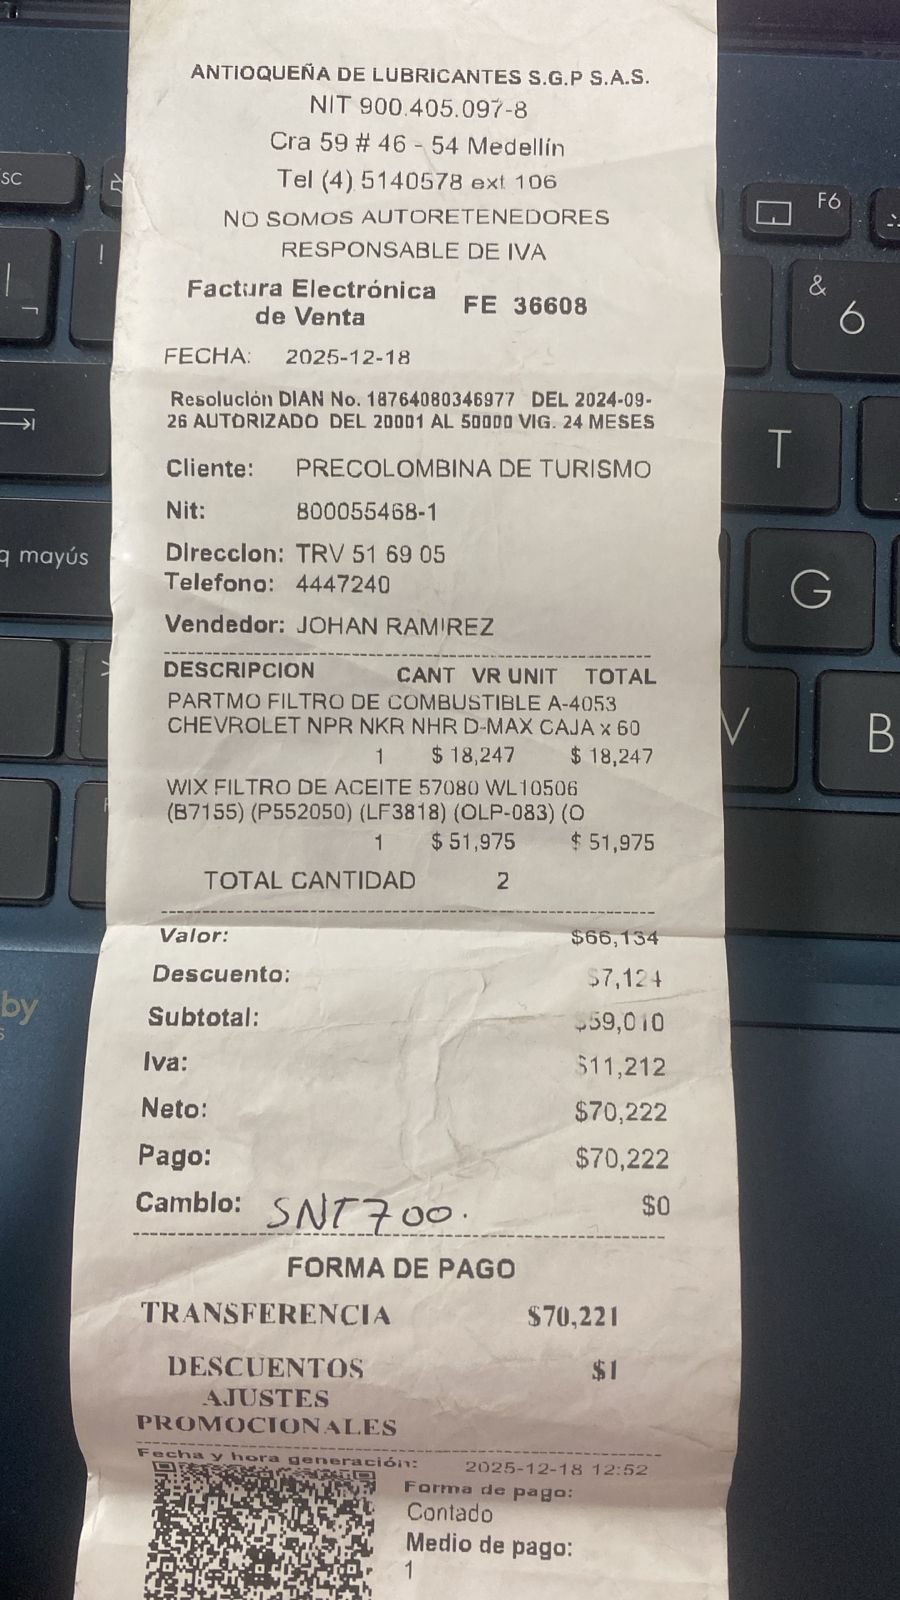 ANTIOQUEÑA DE LUBRICANTES S.G.P S.A.S.
NIT 900.405.097-8
Cra 59 # 46 - 54 Medellín
Tel (4) 5140578 ext 106
NO SOMOS AUTORETENEDORES
RESPONSABLE DE IVA
Factura Electrónica de Venta FE 36608
FECHA: 2025-12-18
Resolución DIAN No. 18764080346977 DEL 2024-09-
26 AUTORIZADO DEL 20001 AL 50000 VIG. 24 MESES
Cliente: PRECOLOMBINA DE TURISMO
Nit: 800055468-1
Direccion: TRV 51 69 05
Telefono: 4447240
Vendedor: JOHAN RAMIREZ
DESCRIPCION CANT VR UNIT TOTAL
PARTMO FILTRO DE COMBUSTIBLE A-4053
CHEVROLET NPR NKR NHR D-MAX CAJA x 60
1 $ 18,247 $ 18,247
WIX FILTRO DE ACEITE 57080 WL10506
(B7155) (P552050) (LF3818) (OLP-083) (O
1 $ 51,975 $ 51,975
TOTAL CANTIDAD 2
Valor: $66,134
Descuento: $7,124
Subtotal: $59,010
Iva: $11,212
Neto: $70,222
Pago: $70,222
Cambio: SNT700. $0
FORMA DE PAGO
TRANSFERENCIA $70,221
DESCUENTOS $1
AJUSTES
PROMOCIONALES
Fecha y hora generación: 2025-12-18 12:52
Forma de pago:
Contado
Medio de pago:
1
F6
!
&
6
T
mayús
G
V
B
by